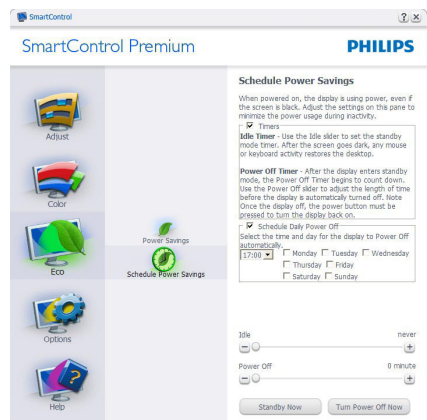 SmartControl
SmartControl Premium
PHILIPS
Adjust
Color
Eco
Options
Help
Power Savings
Schedule Power Savings
Schedule Power Savings
When powered on, the display is using power, even if
the screen is black. Adjust the settings on this pane to
minimize the power usage during inactivity.
Timers
Idle Timer - Use the Idle slider to set the standby
mode timer. After the screen goes dark, any mouse
or keyboard activity restores the desktop.
Power Off Timer - After the display enters standby
mode, the Power Off Timer begins to count down.
Use the Power Off slider to adjust the length of time
before the display is automatically turned off. Note
Once the display off, the power button must be
pressed to turn the display back on.
Schedule Daily Power Off
Select the time and day for the display to Power Off
automatically.
17:00 Monday Tuesday Wednesday
Thursday Friday
Saturday Sunday
Idle never
Power Off 0 minute
Standby Now Turn Power Off Now